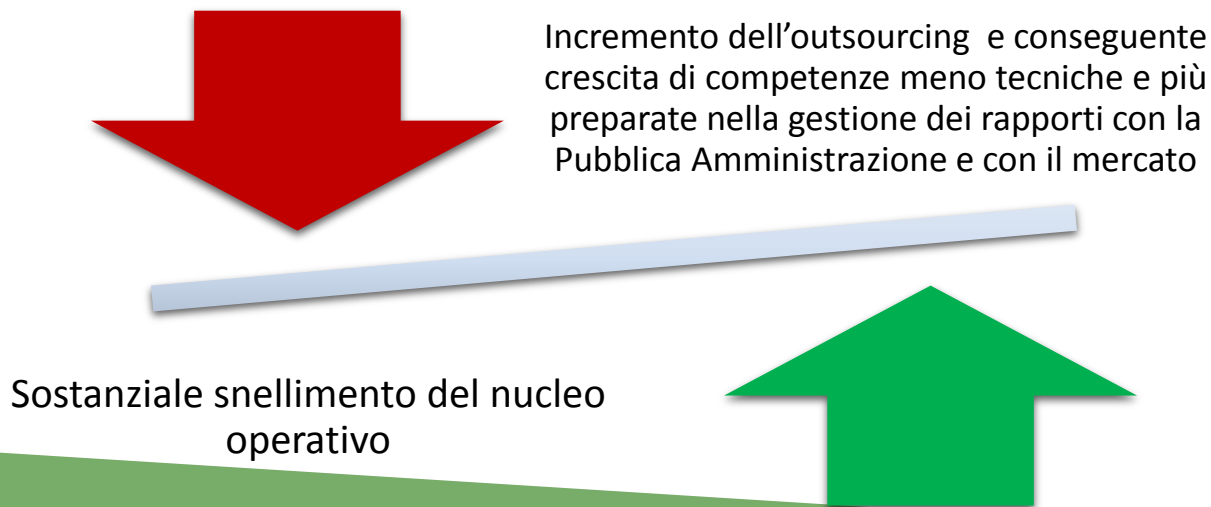 Incremento dell’outsourcing e conseguente
crescita di competenze meno tecniche e più
preparate nella gestione dei rapporti con la
Pubblica Amministrazione e con il mercato
Sostanziale snellimento del nucleo
operativo